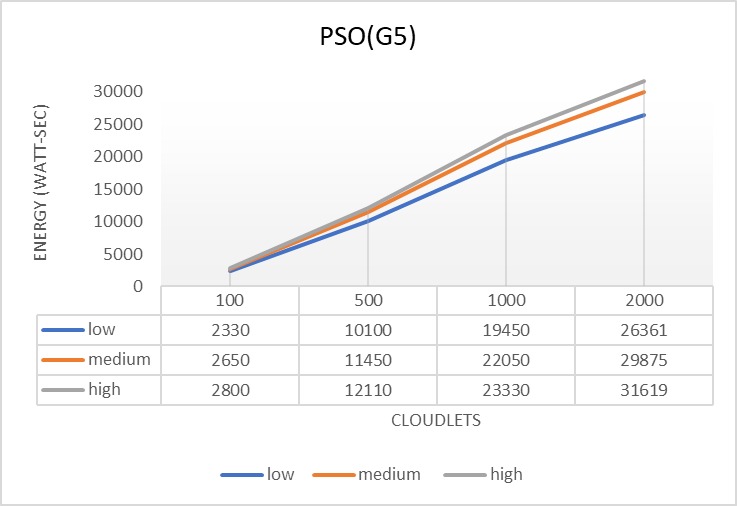 PSO(G5)
ENERGY (WATT-SEC)
30000
25000
20000
15000
10000
5000
0
100 500 1000 2000
low 2330 10100 19450 26361
medium 2650 11450 22050 29875
high 2800 12110 23330 31619
CLOUDLETS
low medium high